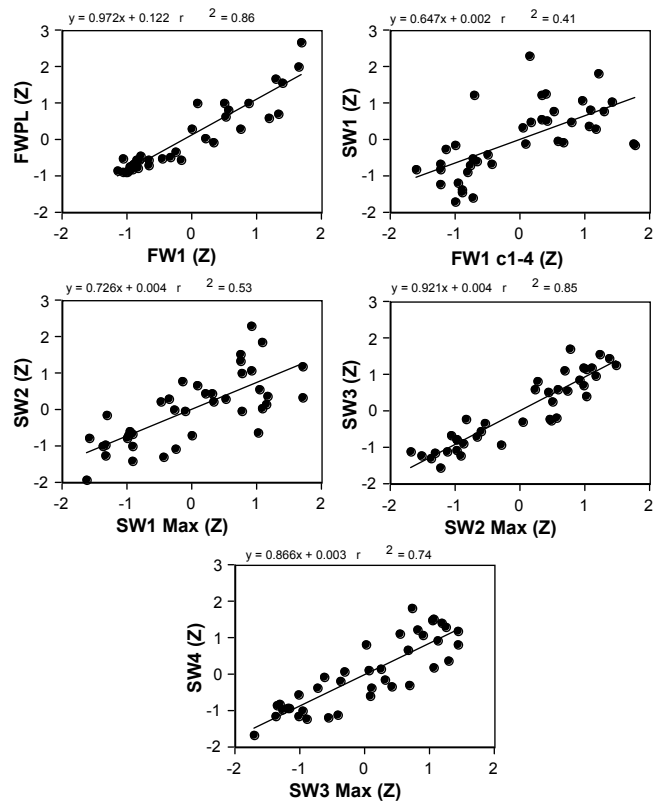 y = 0.972x + 0.122 r 2 = 0.86
3
2
1
0
-1
-2
FWPL (Z)
-2 -1 0 1 2
FW1 (Z)
y = 0.647x + 0.002 r 2 = 0.41
3
2
1
0
-1
-2
SW1 (Z)
-2 -1 0 1 2
FW1 c1-4 (Z)
y = 0.726x + 0.004 r 2 = 0.53
3
2
1
0
-1
-2
SW2 (Z)
-2 -1 0 1 2
SW1 Max (Z)
y = 0.921x + 0.004 r 2 = 0.85
3
2
1
0
-1
-2
SW3 (Z)
-2 -1 0 1 2
SW2 Max (Z)
y = 0.866x + 0.003 r 2 = 0.74
3
2
1
0
-1
-2
SW4 (Z)
-2 -1 0 1 2
SW3 Max (Z)